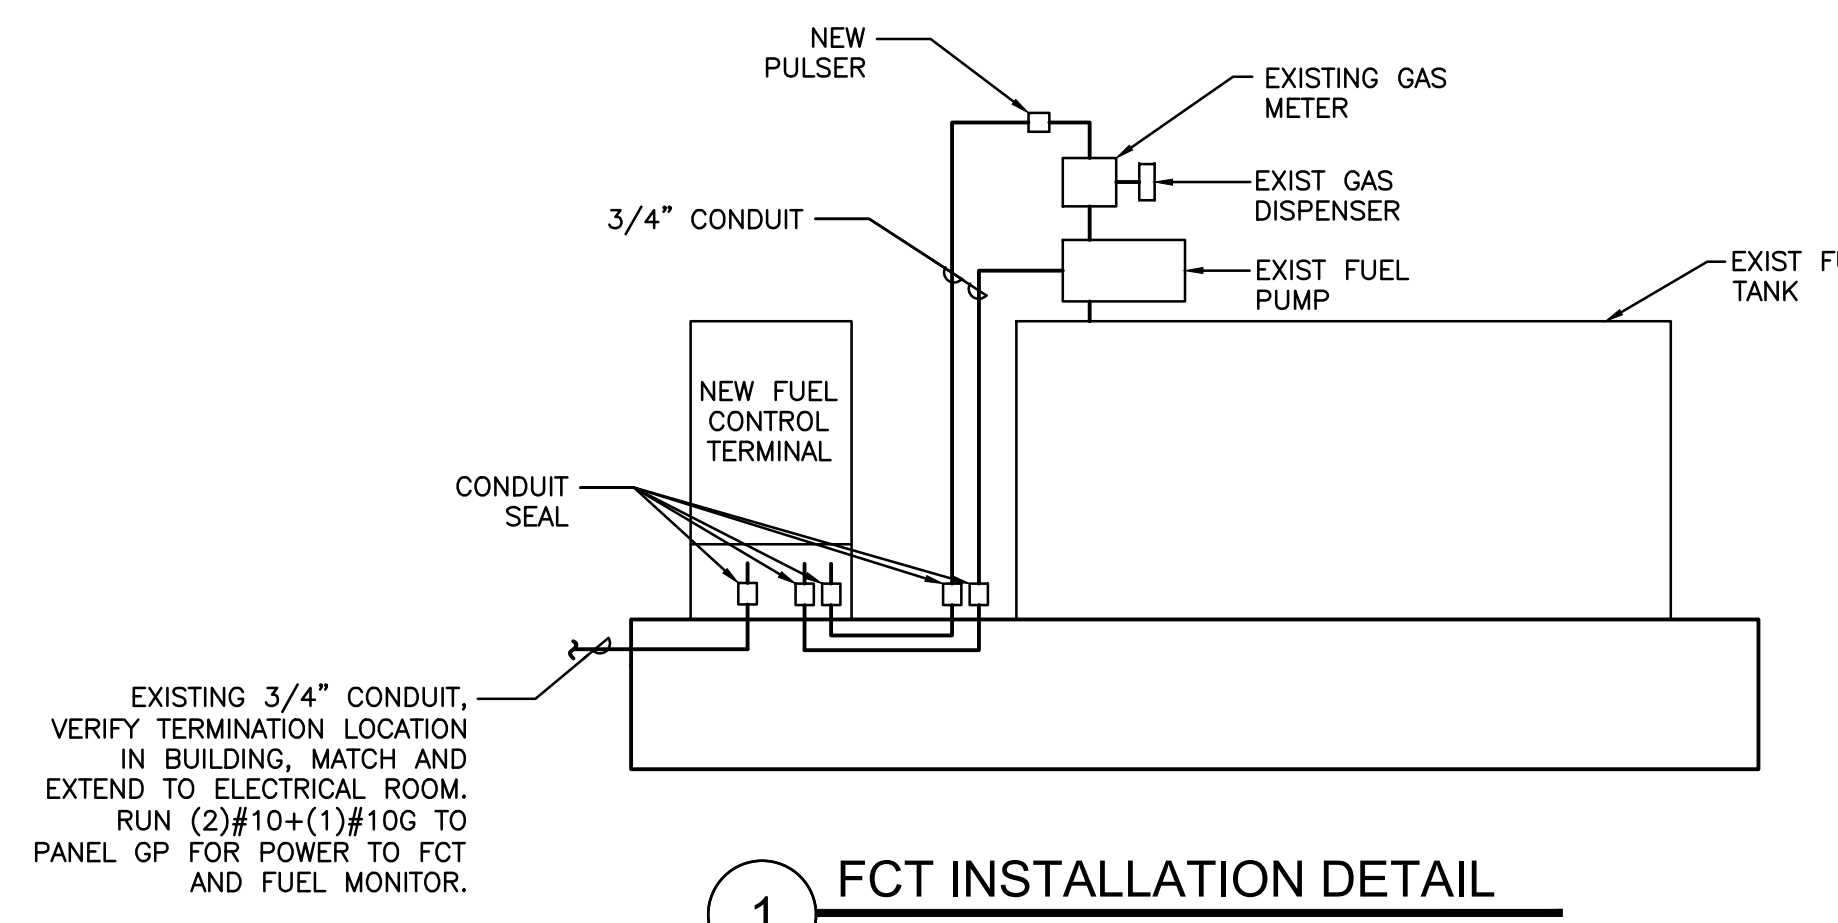 NEW
PULSER
EXISTING GAS
METER
EXIST GAS
DISPENSER
3/4" CONDUIT
EXIST FUEL
PUMP
EXIST
TANK
NEW FUEL
CONTROL
TERMINAL
CONDUIT
SEAL
EXISTING 3/4" CONDUIT,
VERIFY TERMINATION LOCATION
IN BUILDING, MATCH AND
EXTEND TO ELECTRICAL ROOM.
RUN (2)#10+(1)#10G TO
PANEL GP FOR POWER TO FCT
AND FUEL MONITOR.
1
FCT INSTALLATION DETAIL